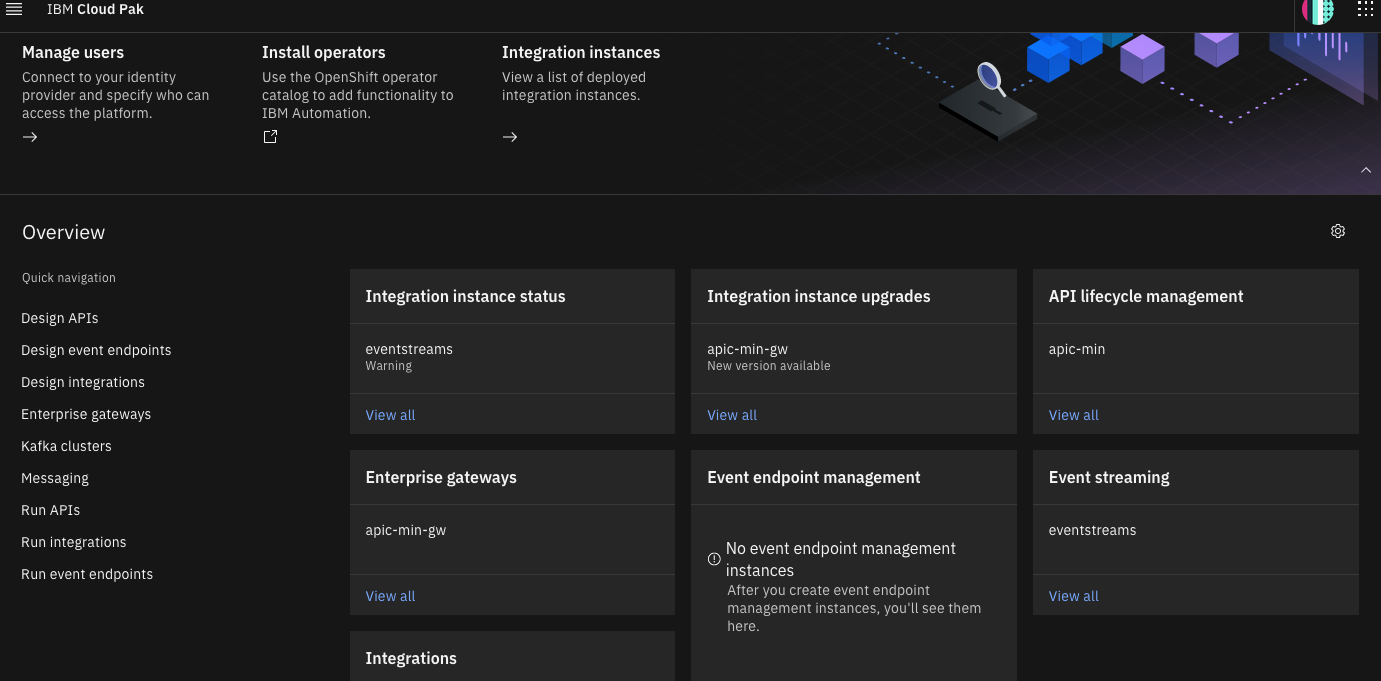 IBM Cloud Pak
Manage users
Connect to your identity
provider and specify who can
access the platform.
Install operators
Use the OpenShift operator
catalog to add functionality to
IBM Automation.
Integration instances
View a list of deployed
integration instances.
Overview
Quick navigation
Design APIs
Design event endpoints
Design integrations
Enterprise gateways
Kafka clusters
Messaging
Run APIs
Run integrations
Run event endpoints
Integration instance status
eventstreams
Warning
View all
Integration instance upgrades
apic-min-gw
New version available
View all
API lifecycle management
apic-min
View all
Enterprise gateways
apic-min-gw
View all
Event endpoint management
No event endpoint management
instances
After you create event endpoint
management instances, you'll see them
here.
Event streaming
eventstreams
View all
Integrations